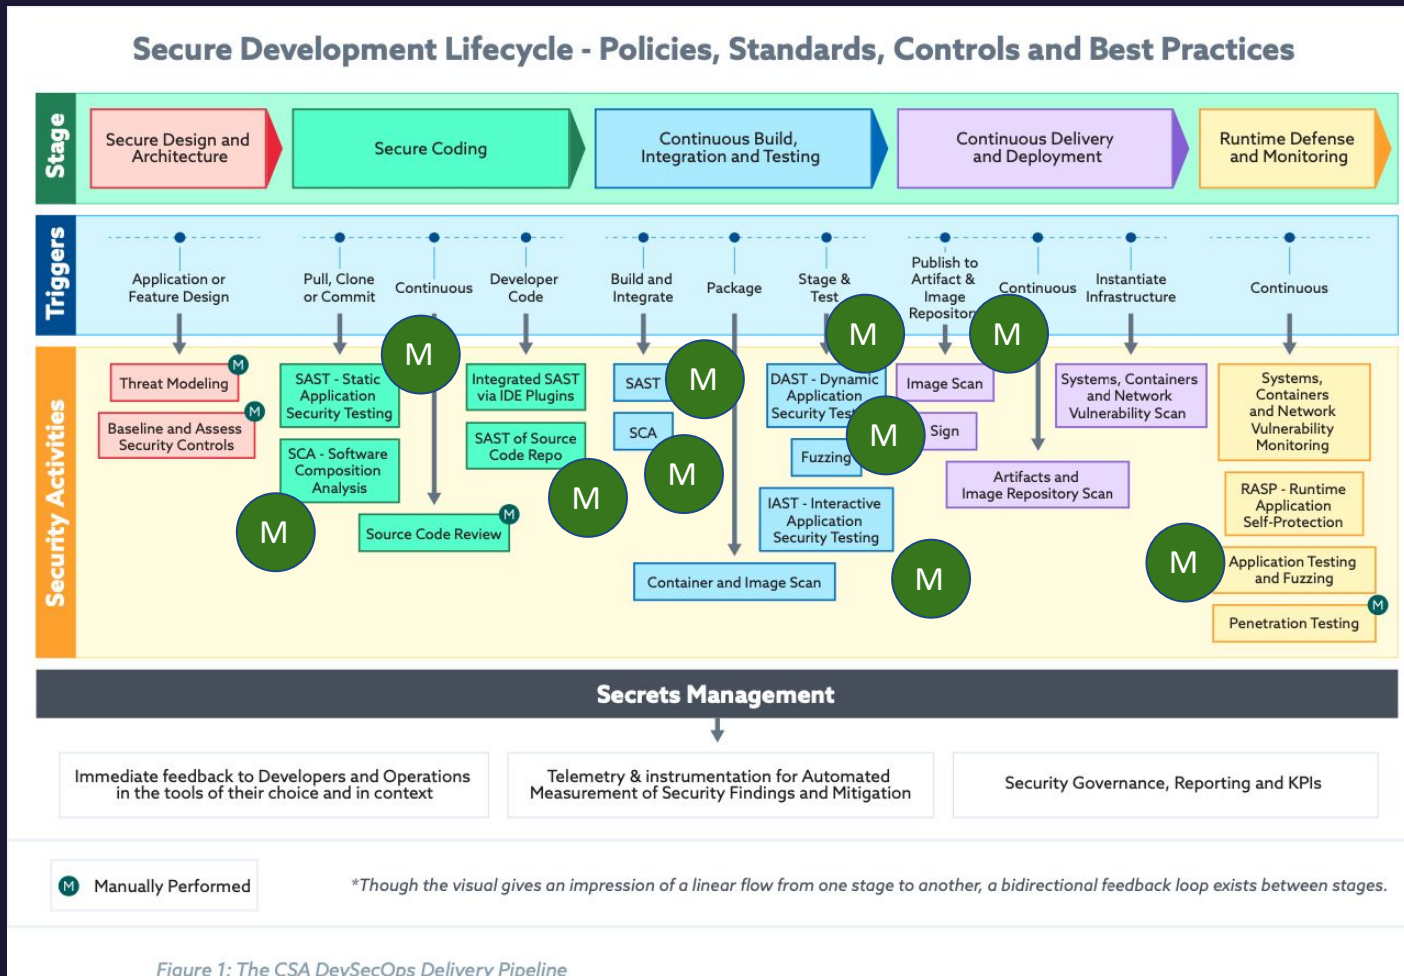 Secure Development Lifecycle - Policies, Standards, Controls and Best Practices
Stage
Secure Design and
Architecture
Secure Coding
Continuous Build,
Integration and Testing
Continuous Delivery
and Deployment
Runtime Defense
and Monitoring
Triggers
Application or
Feature Design
Pull, Clone
or Commit
Continuous
Developer
Code
Build and
Integrate
Package
Stage &
Test
Publish to
Artifact &
Image
Continuous
Instantiate
Infrastructure
Continuous
Security Activities
Threat Modeling
M
Baseline and Assess
Security Controls
M
SAST - Static
Application
Security Testing
SCA - Software
Composition
Analysis
M
M
Source Code Review
M
Integrated SAST
via IDE Plugins
SAST of Source
Code Repo
M
SAST
M
SCA
M
Container and Image Scan
M
DAST - Dynamic
Application
Security
M
Fuzzing
IAST - Interactive
Application
Security Testing
M
Image Scan
M
Sign
Artifacts and
Image Repository Scan
Systems, Containers
and Network
Vulnerability Scan
Systems,
Containers
and Network
Vulnerability
Monitoring
RASP - Runtime
Application
Self-Protection
M
Application Testing
and Fuzzing
Penetration Testing
M
Secrets Management
Immediate feedback to Developers and Operations
in the tools of their choice and in context
Telemetry & instrumentation for Automated
Measurement of Security Findings and Mitigation
Security Governance, Reporting and KPIs
M Manually Performed
*Though the visual gives an impression of a linear flow from one stage to another, a bidirectional feedback loop exists between stages.
Figure 1: The CSA DevSecOps Delivery Pipeline